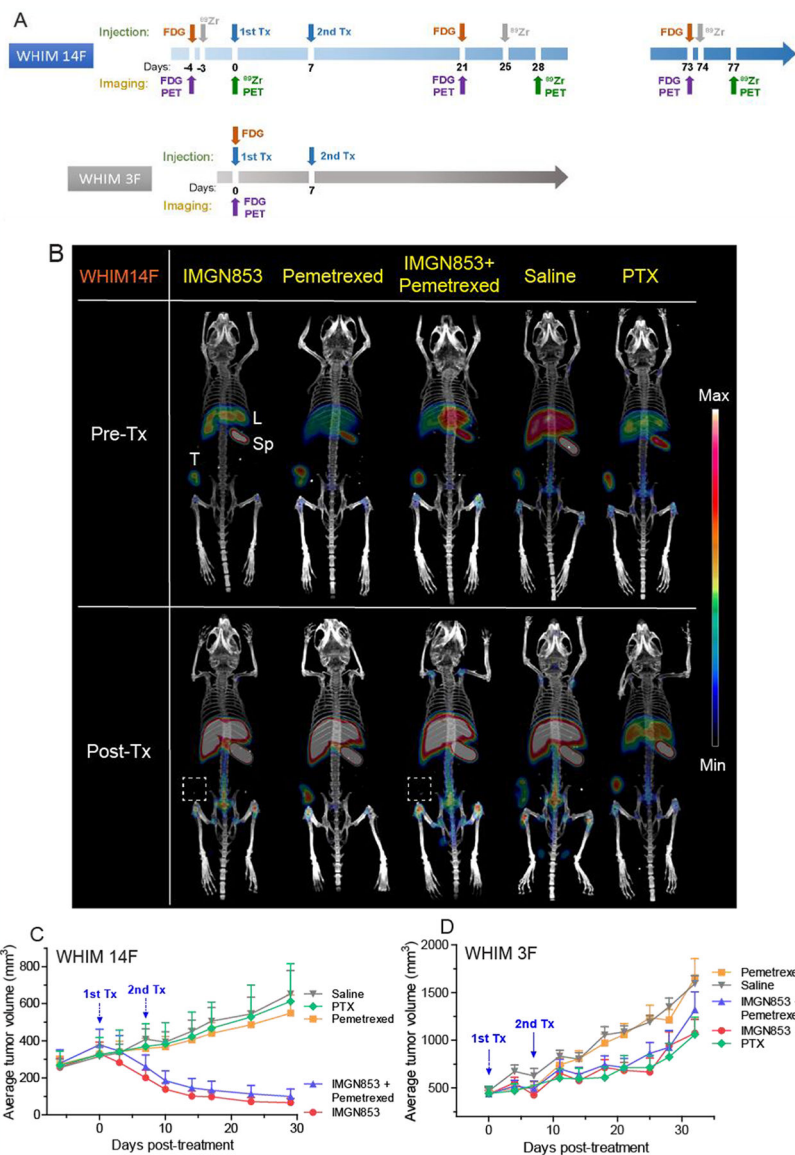 A
Injection: FDG ⁸⁹Zr 1st Tx 2nd Tx FDG ⁸⁹Zr FDG ⁸⁹Zr
WHIM 14F
Days: -4 -3 0 7 21 25 28 73 74 77
Imaging: FDG PET ⁸⁹Zr PET FDG PET ⁸⁹Zr PET FDG PET ⁸⁹Zr PET
FDG
Injection: 1st Tx 2nd Tx
WHIM 3F
Days: 0 7
Imaging: FDG PET
B
WHIM14F IMGN853 Pemetrexed IMGN853+ Pemetrexed Saline PTX
Pre-Tx
L
Sp
T
Max
Post-Tx
Min
C
WHIM 14F
1st Tx
2nd Tx
Average tumor volume (mm³)
800
600
400
200
0
0 10 20 30
Days post-treatment
Saline
PTX
Pemetrexed
IMGN853 +
Pemetrexed
IMGN853
D
WHIM 3F
1st Tx
2nd Tx
Average tumor volume (mm³)
2000
1500
1000
500
0
0 10 20 30
Days post-treatment
Pemetrexe
Saline
IMGN853
Pemetrexe
IMGN853
PTX